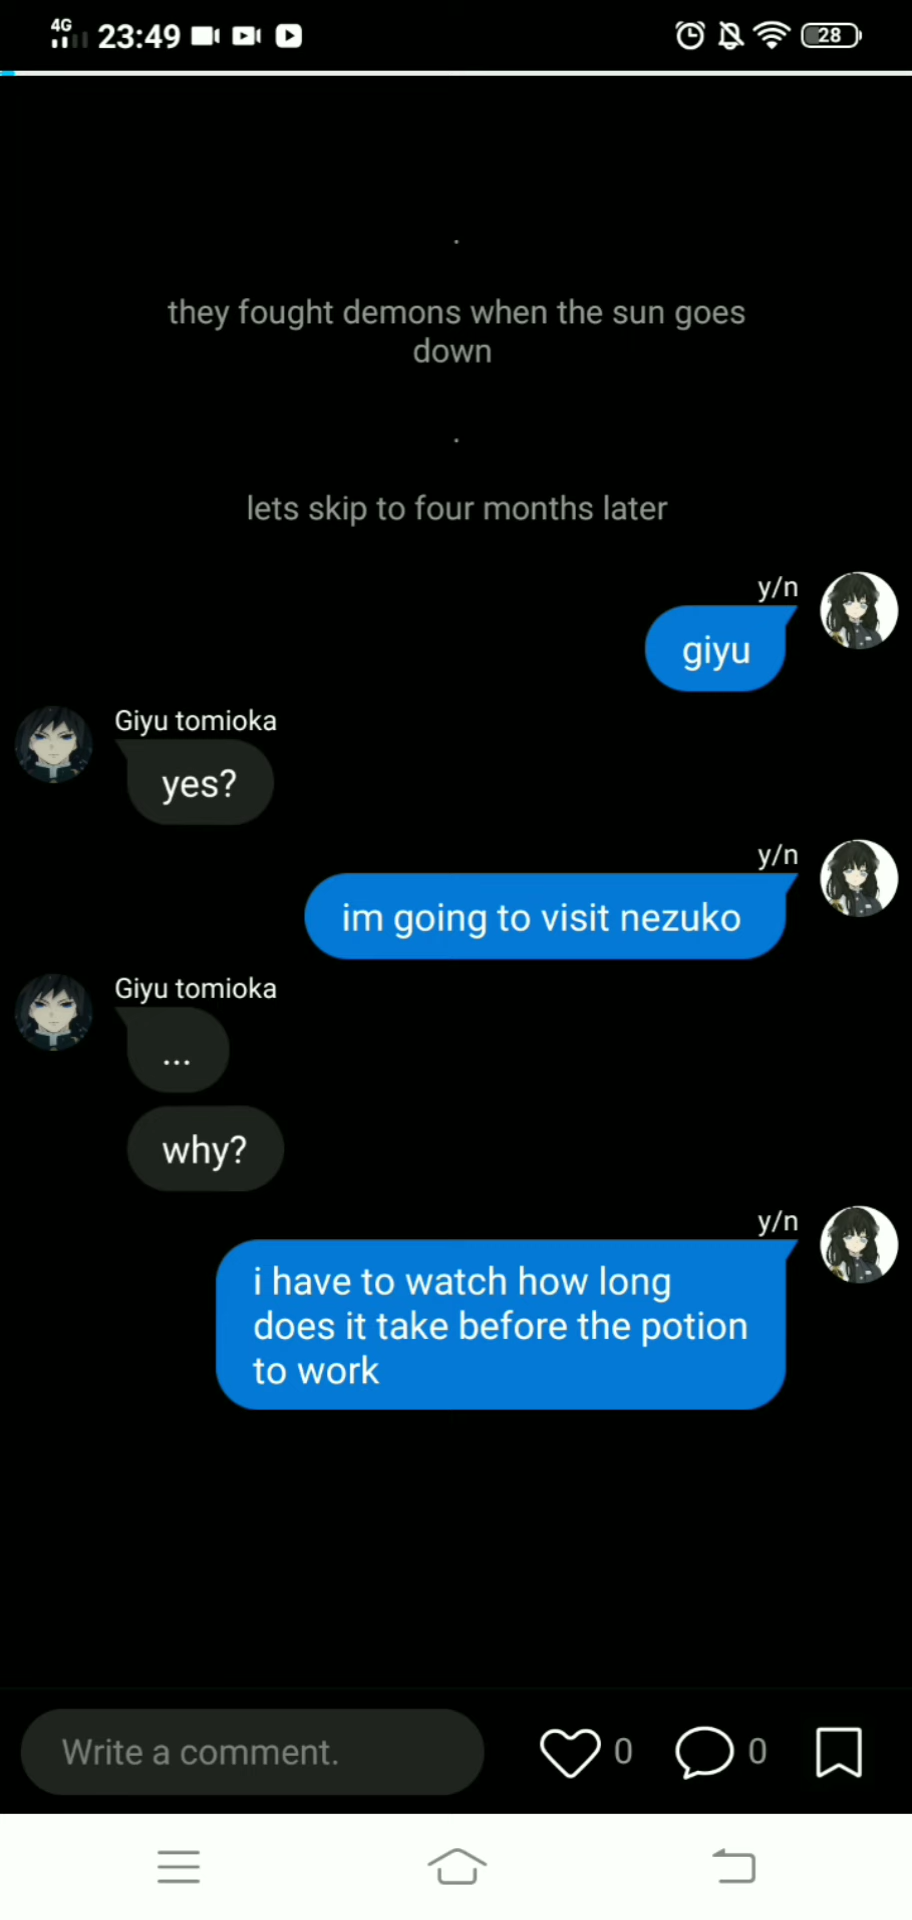 4G 23:49 28
.
they fought demons when the sun goes
down
.
lets skip to four months later
y/n
giyu
Giyu tomioka
yes?
y/n
im going to visit nezuko
Giyu tomioka
...
why?
y/n
i have to watch how long
does it take before the potion
to work
Write a comment. 0 0